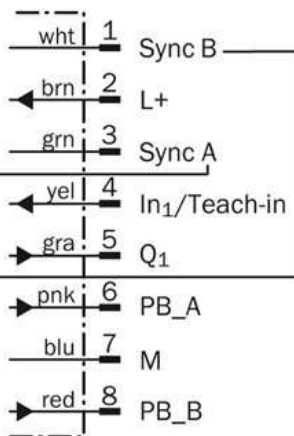 wht 1 Sync B
brn 2 L+
grn 3 Sync A
yel 4 In₁/Teach-in
gra 5 Q₁
pnk 6 PB_A
blu 7 M
red 8 PB_B